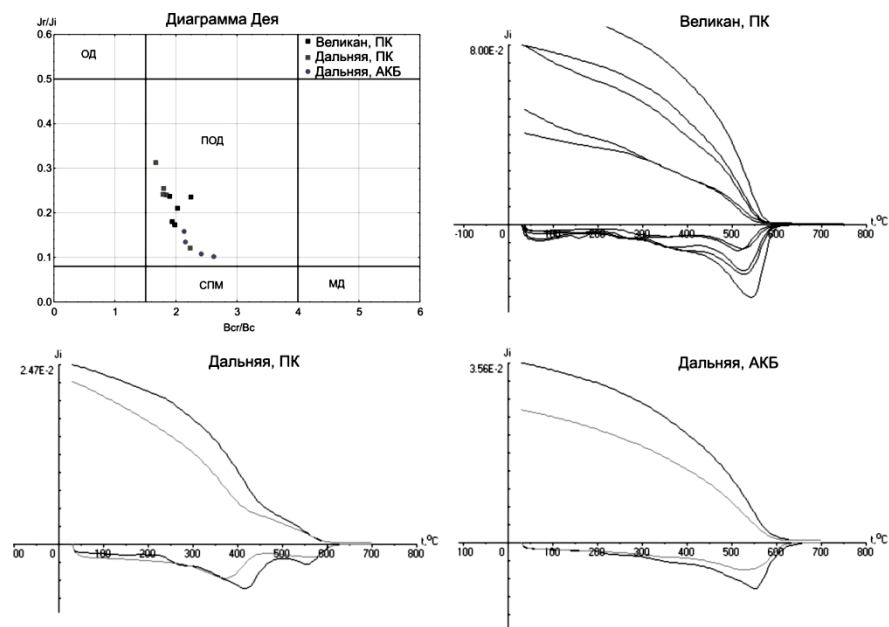 Jr/Ji
Диаграмма Дея
0.6
0.5
0.4
0.3
0.2
0.1
0.0
ОД
ПОД
СПМ
МД
Великан, ПК
Дальняя, ПК
Дальняя, АКБ
0 1 2 3 4 5 6
Bcr/Bc
Ji
Великан, ПК
8.00E-2
-100 0 100 200 300 400 500 600 700 800
t,°C
Ji
Дальняя, ПК
2.47E-2
00 0 100 200 300 400 500 600 700 800
t,°C
Ji
Дальняя, АКБ
3.56E-2
100 0 100 200 300 400 500 600 700 800
t,°C